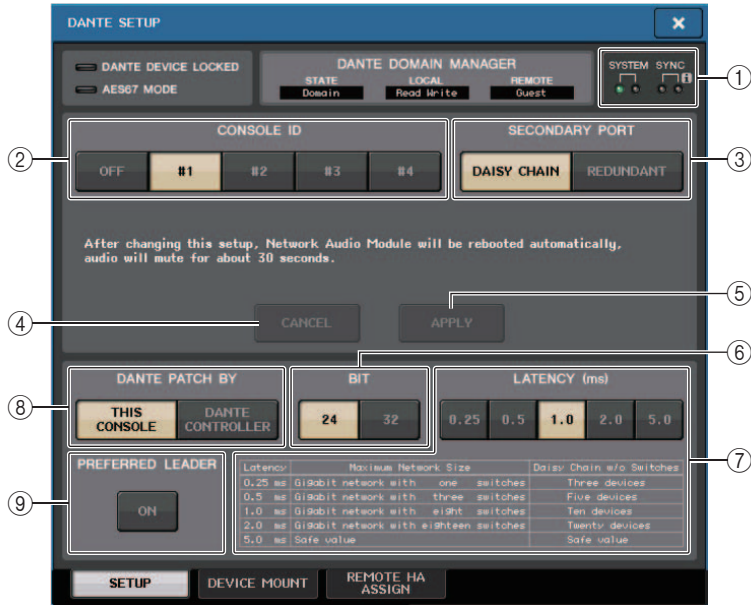 DANTE SETUP
DANTE DEVICE LOCKED
AES67 MODE
DANTE DOMAIN MANAGER
STATE LOCAL REMOTE
Domain Read Write Guest
SYSTEM SYNC
①
②
CONSOLE ID
OFF #1 #2 #3 #4
SECONDARY PORT
DAISY CHAIN REDUNDANT
③
After changing this setup, Network Audio Module will be rebooted automatically,
audio will mute for about 30 seconds.
④
CANCEL
APPLY
⑤
⑥
⑧
DANTE PATCH BY
THIS
CONSOLE
DANTE
CONTROLLER
BIT
24 32
LATENCY (ms)
0.25 0.5 1.0 2.0 5.0
⑨
PREFERRED LEADER
ON
Latency Maximum Network Size Daisy Chain w/o Switches
0.25 ms Gigabit network with one switches Three devices
0.5 ms Gigabit network with three switches Five devices
1.0 ms Gigabit network with eight switches Ten devices
2.0 ms Gigabit network with eighteen switches Twenty devices
5.0 ms Safe value Safe value
⑦
SETUP
DEVICE MOUNT
REMOTE HA
ASSIGN